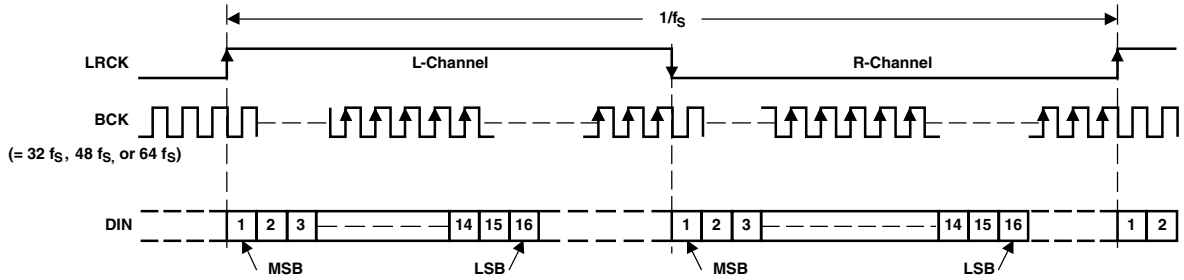 1/fS
LRCK
L-Channel
R-Channel
BCK
(= 32 fS, 48 fS, or 64 fS)
DIN
1 2 3 14 15 16 1 2 3 14 15 16 1 2
MSB LSB MSB LSB